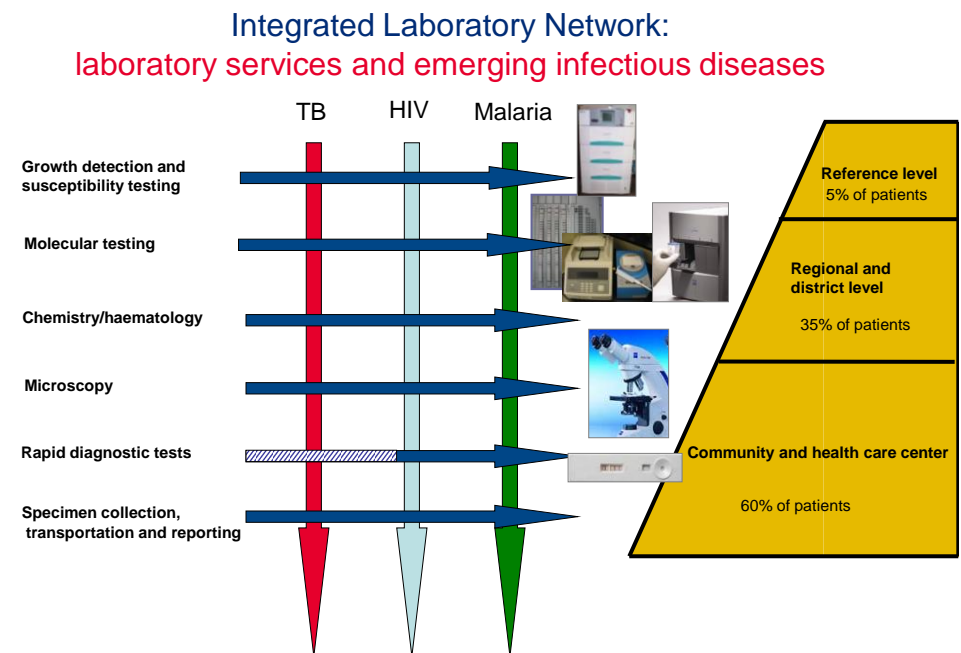 Integrated Laboratory Network:
laboratory services and emerging infectious diseases
TB
HIV
Malaria
Growth detection and
susceptibility testing
Molecular testing
Chemistry/haematology
Microscopy
Rapid diagnostic tests
Specimen collection,
transportation and reporting
Reference level
5% of patients
Regional and
district level
35% of patients
Community and health care center
60% of patients